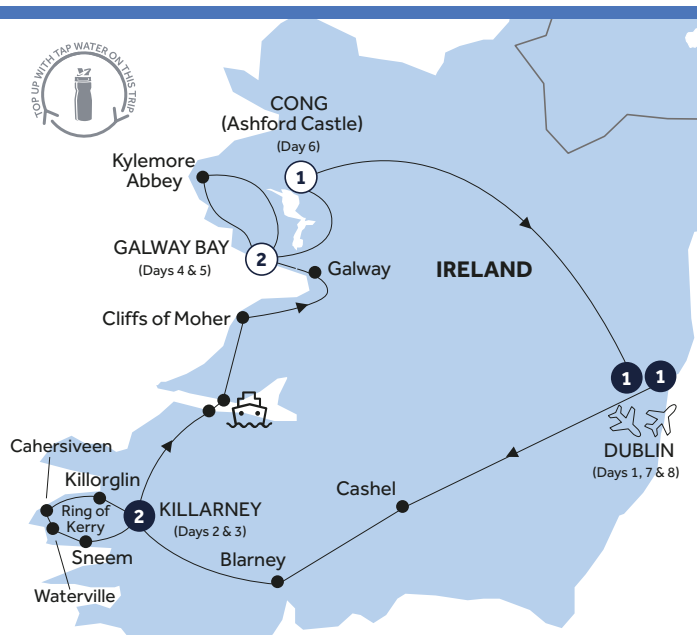 TOP UP WITH TAP WATER ON THIS TRIP
CONG
(Ashford Castle)
(Day 6)
1
Kylemore
Abbey
GALWAY BAY
(Days 4 & 5)
2
Galway
IRELAND
Cliffs of Moher
1
1
DUBLIN
(Days 1, 7 & 8)
Cahersiveen
Killorglin
Ring of
Kerry
2
KILLARNEY
(Days 2 & 3)
Cashel
Sneem
Blarney
Waterville